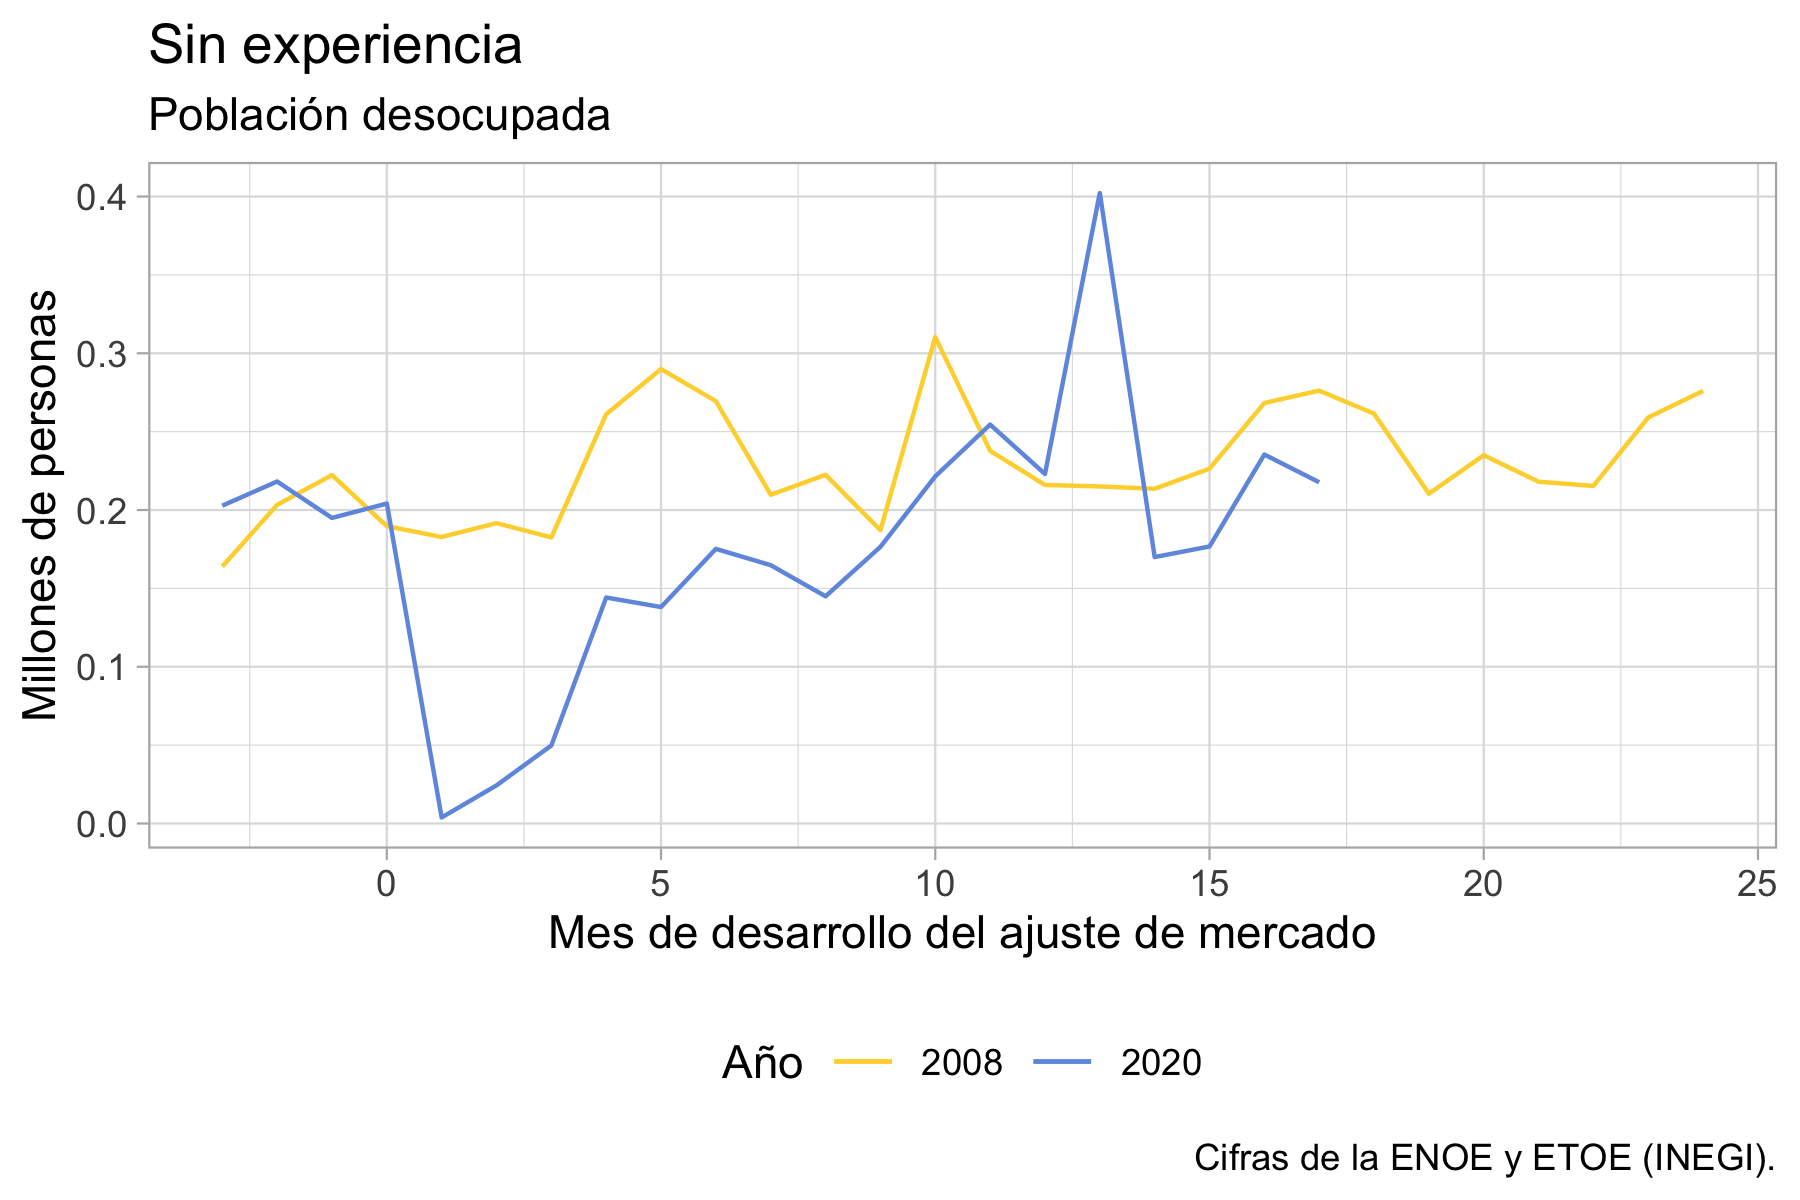 Sin experiencia
Población desocupada
Millones de personas
0.4
0.3
0.2
0.1
0.0
0 5 10 15 20 25
Mes de desarrollo del ajuste de mercado
Año 2008 2020
Cifras de la ENOE y ETOE (INEGI).